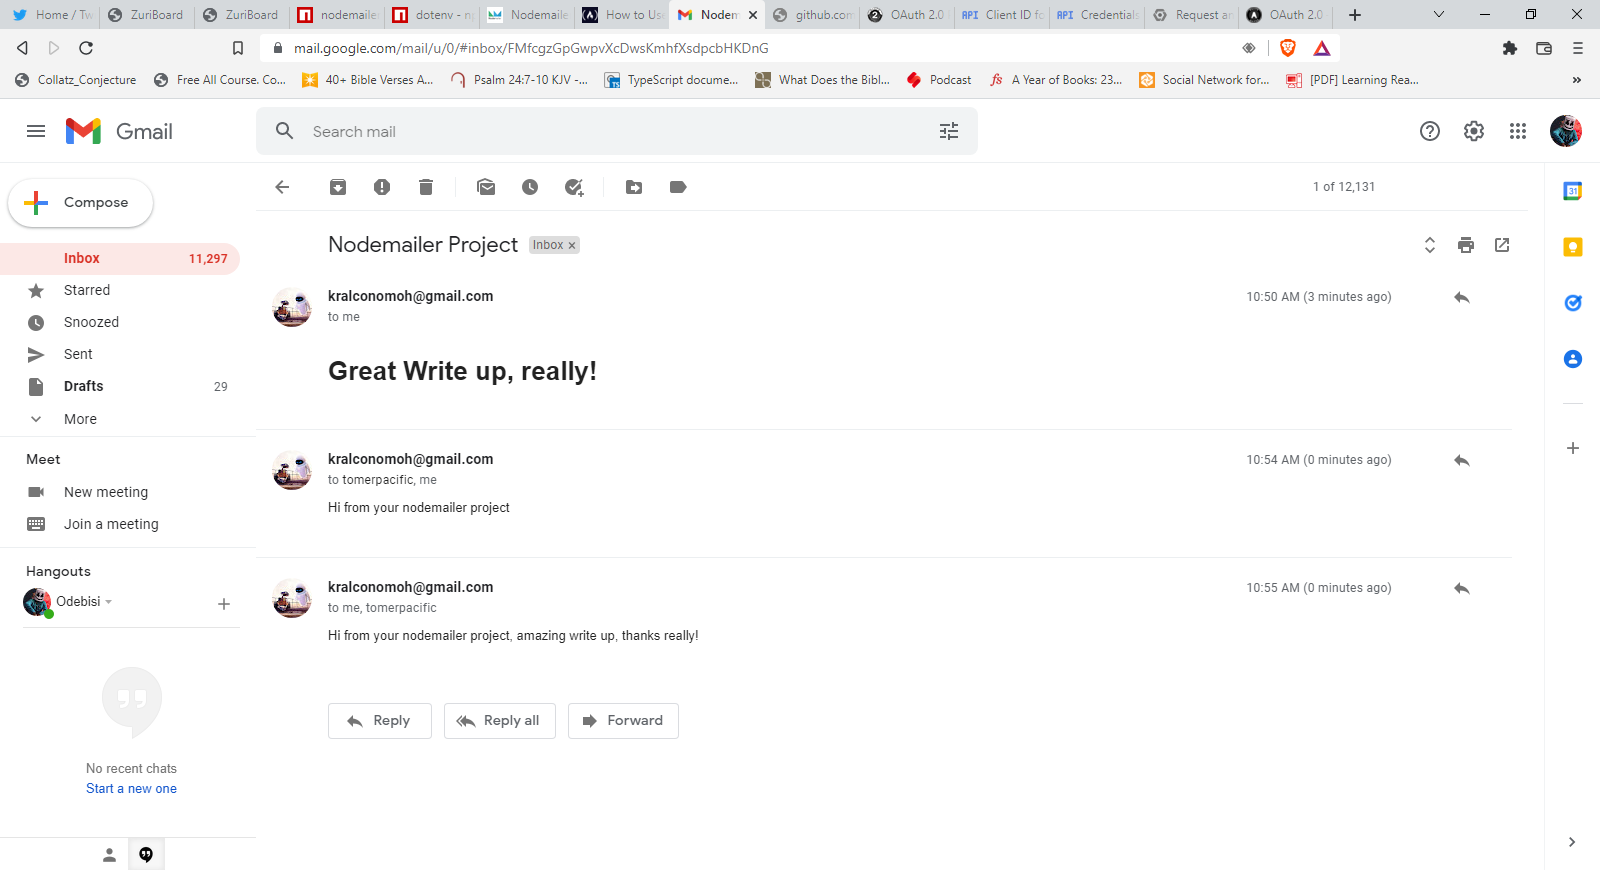 Home / Tw
ZuriBoard
ZuriBoard
nodemaile
dotenv - n
Nodemaile
How to Us
Nodem
github.com
OAuth 2.0
API Client ID fo
API Credentials
Request an
OAuth 2.0
mail.google.com/mail/u/0/#inbox/FMfcgzGpGwpvXcDwsKmhfXsdpcbHKDnG
Collatz_Conjecture
Free All Course. Co...
40+ Bible Verses A...
Psalm 24:7-10 KJV -...
TypeScript docume...
What Does the Bibl...
Podcast
A Year of Books: 23...
Social Network for...
[PDF] Learning Rea...
Gmail
Search mail
Compose
1 of 12,131
Inbox 11,297
Starred
Snoozed
Sent
Drafts 29
More
Meet
New meeting
Join a meeting
Hangouts
Odebisi
No recent chats
Start a new one
Nodemailer Project Inbox ×
kralconomoh@gmail.com 10:50 AM (3 minutes ago)
to me
Great Write up, really!
kralconomoh@gmail.com 10:54 AM (0 minutes ago)
to tomerpacific, me
Hi from your nodemailer project
kralconomoh@gmail.com 10:55 AM (0 minutes ago)
to me, tomerpacific
Hi from your nodemailer project, amazing write up, thanks really!
Reply
Reply all
Forward
31